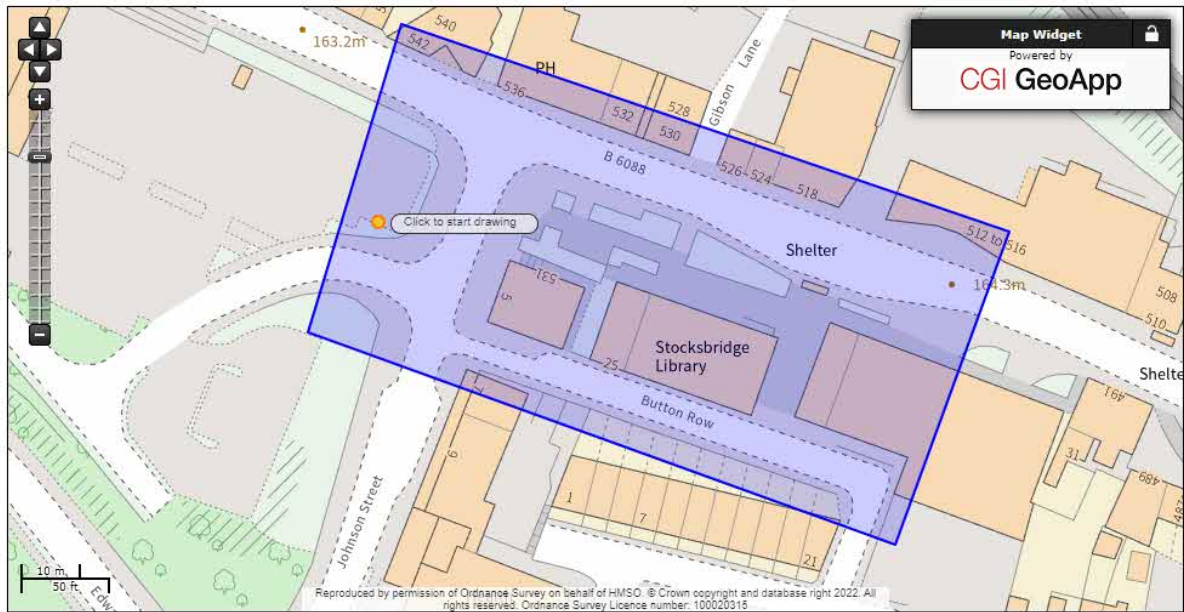 540
542
163.2m
PH
536
532
528
530
Gibson Lane
Map Widget
Powered by
CGI GeoApp
B 6088
526
524
518
Click to start drawing
Shelter
512 to 516
164.3m
508
510
531
5
25
Stocksbridge
Library
Shelte
Button Row
491
31
489
487
9
1
7
21
Johnson Street
10 m
50 ft
Edw
Reproduced by permission of Ordnance Survey on behalf of HMSO. © Crown copyright and database right 2022. All
rights reserved. Ordnance Survey Licence number: 100020315